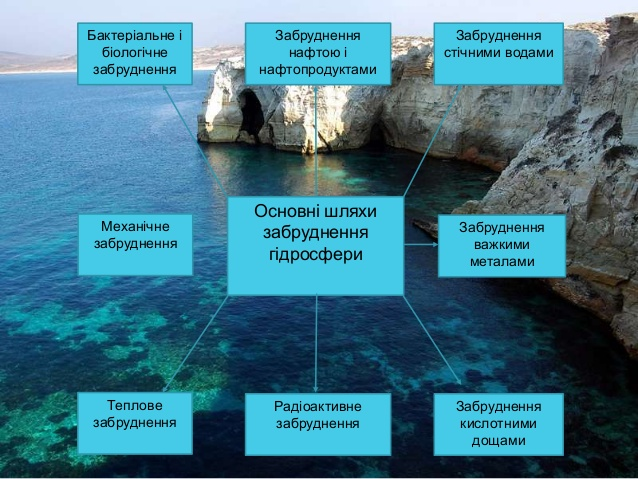 Бактеріальне і
біологічне
забруднення
Забруднення
нафтою і
нафтопродуктами
Забруднення
стічними водами
Основні шляхи
забруднення
гідросфери
Механічне
забруднення
Забруднення
важкими
металами
Теплове
забруднення
Радіоактивне
забруднення
Забруднення
кислотними
дощами